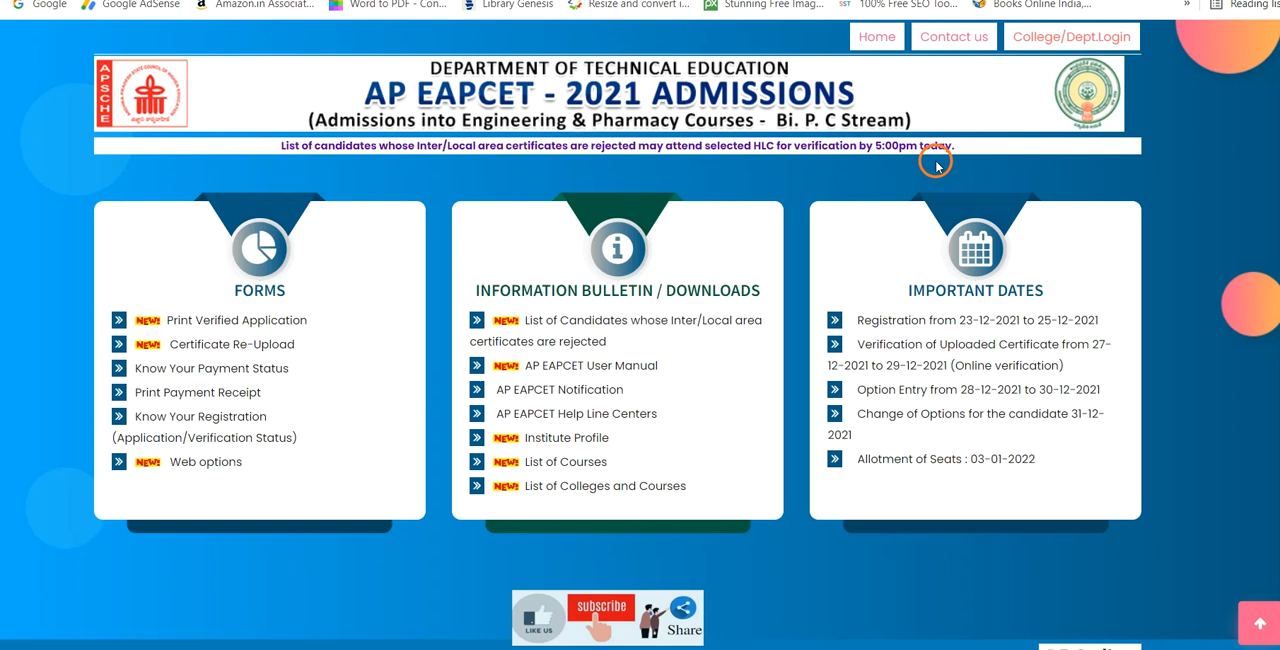 Google
Google AdSense
Amazon.in Associat...
Word to PDF - Con...
Library Genesis
Resize and convert i...
Stunning Free Imag...
SST
100% Free SEO Too...
Books Online India,...
»
Reading lis
Home
Contact us
College/Dept.Login
APSCHE
DEPARTMENT OF TECHNICAL EDUCATION
AP EAPCET - 2021 ADMISSIONS
(Admissions into Engineering & Pharmacy Courses - Bi. P. C Stream)
List of candidates whose Inter/Local area certificates are rejected may attend selected HLC for verification by 5:00pm today.
FORMS
NEW! Print Verified Application
NEW! Certificate Re-Upload
Know Your Payment Status
Print Payment Receipt
Know Your Registration
(Application/Verification Status)
NEW! Web options
INFORMATION BULLETIN / DOWNLOADS
NEW! List of Candidates whose Inter/Local area
certificates are rejected
NEW! AP EAPCET User Manual
AP EAPCET Notification
AP EAPCET Help Line Centers
NEW! Institute Profile
NEW! List of Courses
NEW! List of Colleges and Courses
IMPORTANT DATES
Registration from 23-12-2021 to 25-12-2021
Verification of Uploaded Certificate from 27-
12-2021 to 29-12-2021 (Online verification)
Option Entry from 28-12-2021 to 30-12-2021
Change of Options for the candidate 31-12-
2021
Allotment of Seats : 03-01-2022
LIKE US
subscribe
Share